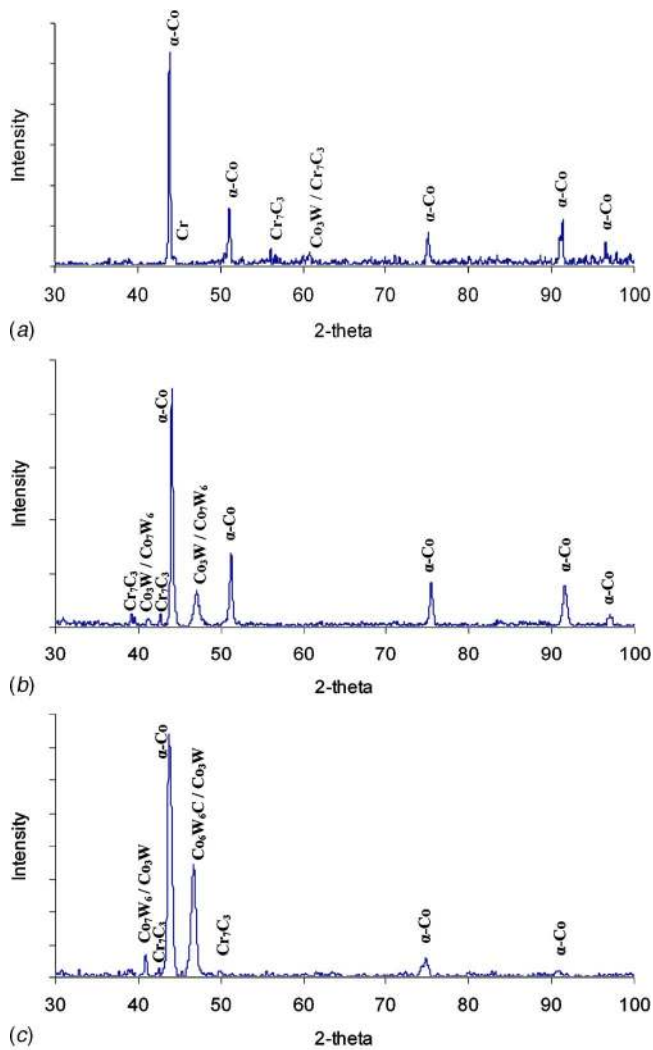 α-Co
Intensity
Cr
α-Co
Cr₇C₃
Co₃W / Cr₇C₃
α-Co
α-Co
α-Co
30 40 50 60 70 80 90 100
(a)
2-theta
Intensity
Cr₇C₃
Co₃W / Co₇W₆
Cr₇C₃
α-Co
Co₃W / Co₇W₆
α-Co
α-Co
α-Co
α-Co
30 40 50 60 70 80 90 100
(b)
2-theta
Intensity
Co₇W₆ / Co₃W
Cr₇C₃
α-Co
Co₆W₆C / Co₃W
Cr₇C₃
α-Co
α-Co
30 40 50 60 70 80 90 100
(c)
2-theta